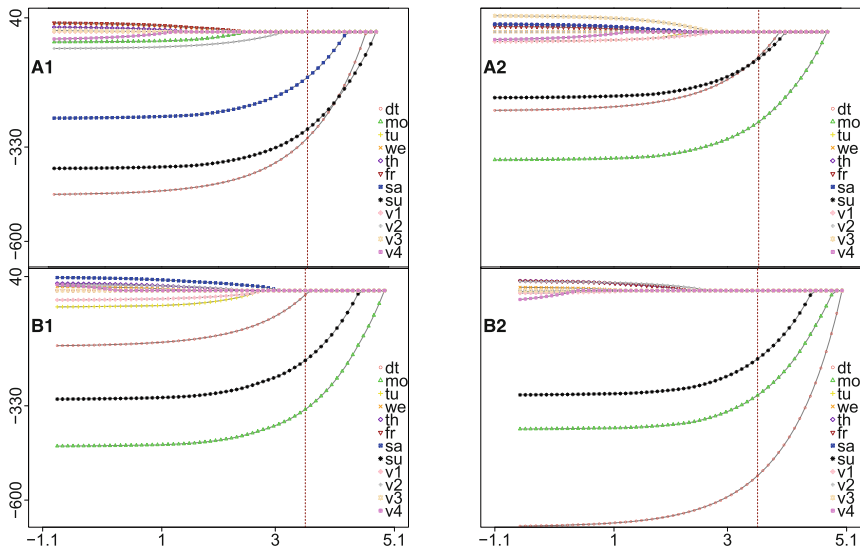 40
A1
A2
-330
-600
dt
mo
tu
we
th
fr
sa
su
v1
v2
v3
v4
dt
mo
tu
we
th
fr
sa
su
v1
v2
v3
v4
40
B1
B2
-330
-600
dt
mo
tu
we
th
fr
sa
su
v1
v2
v3
v4
dt
mo
tu
we
th
fr
sa
su
v1
v2
v3
v4
−1.1 1 3 5.1
−1.1 1 3 5.1